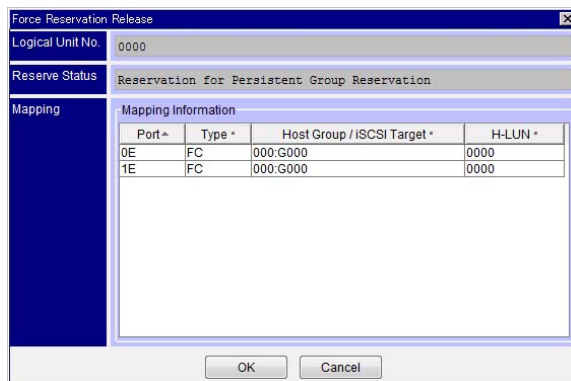 Force Reservation Release
Logical Unit No. 0000
Reserve Status Reservation for Persistent Group Reservation
Mapping
Mapping Information
Port Type Host Group / iSCSI Target H-LUN
0E FC 000:G000 0000
1E FC 000:G000 0000
OK Cancel